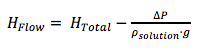 H_Flow = H_Total − ΔP / ρ_solution·g